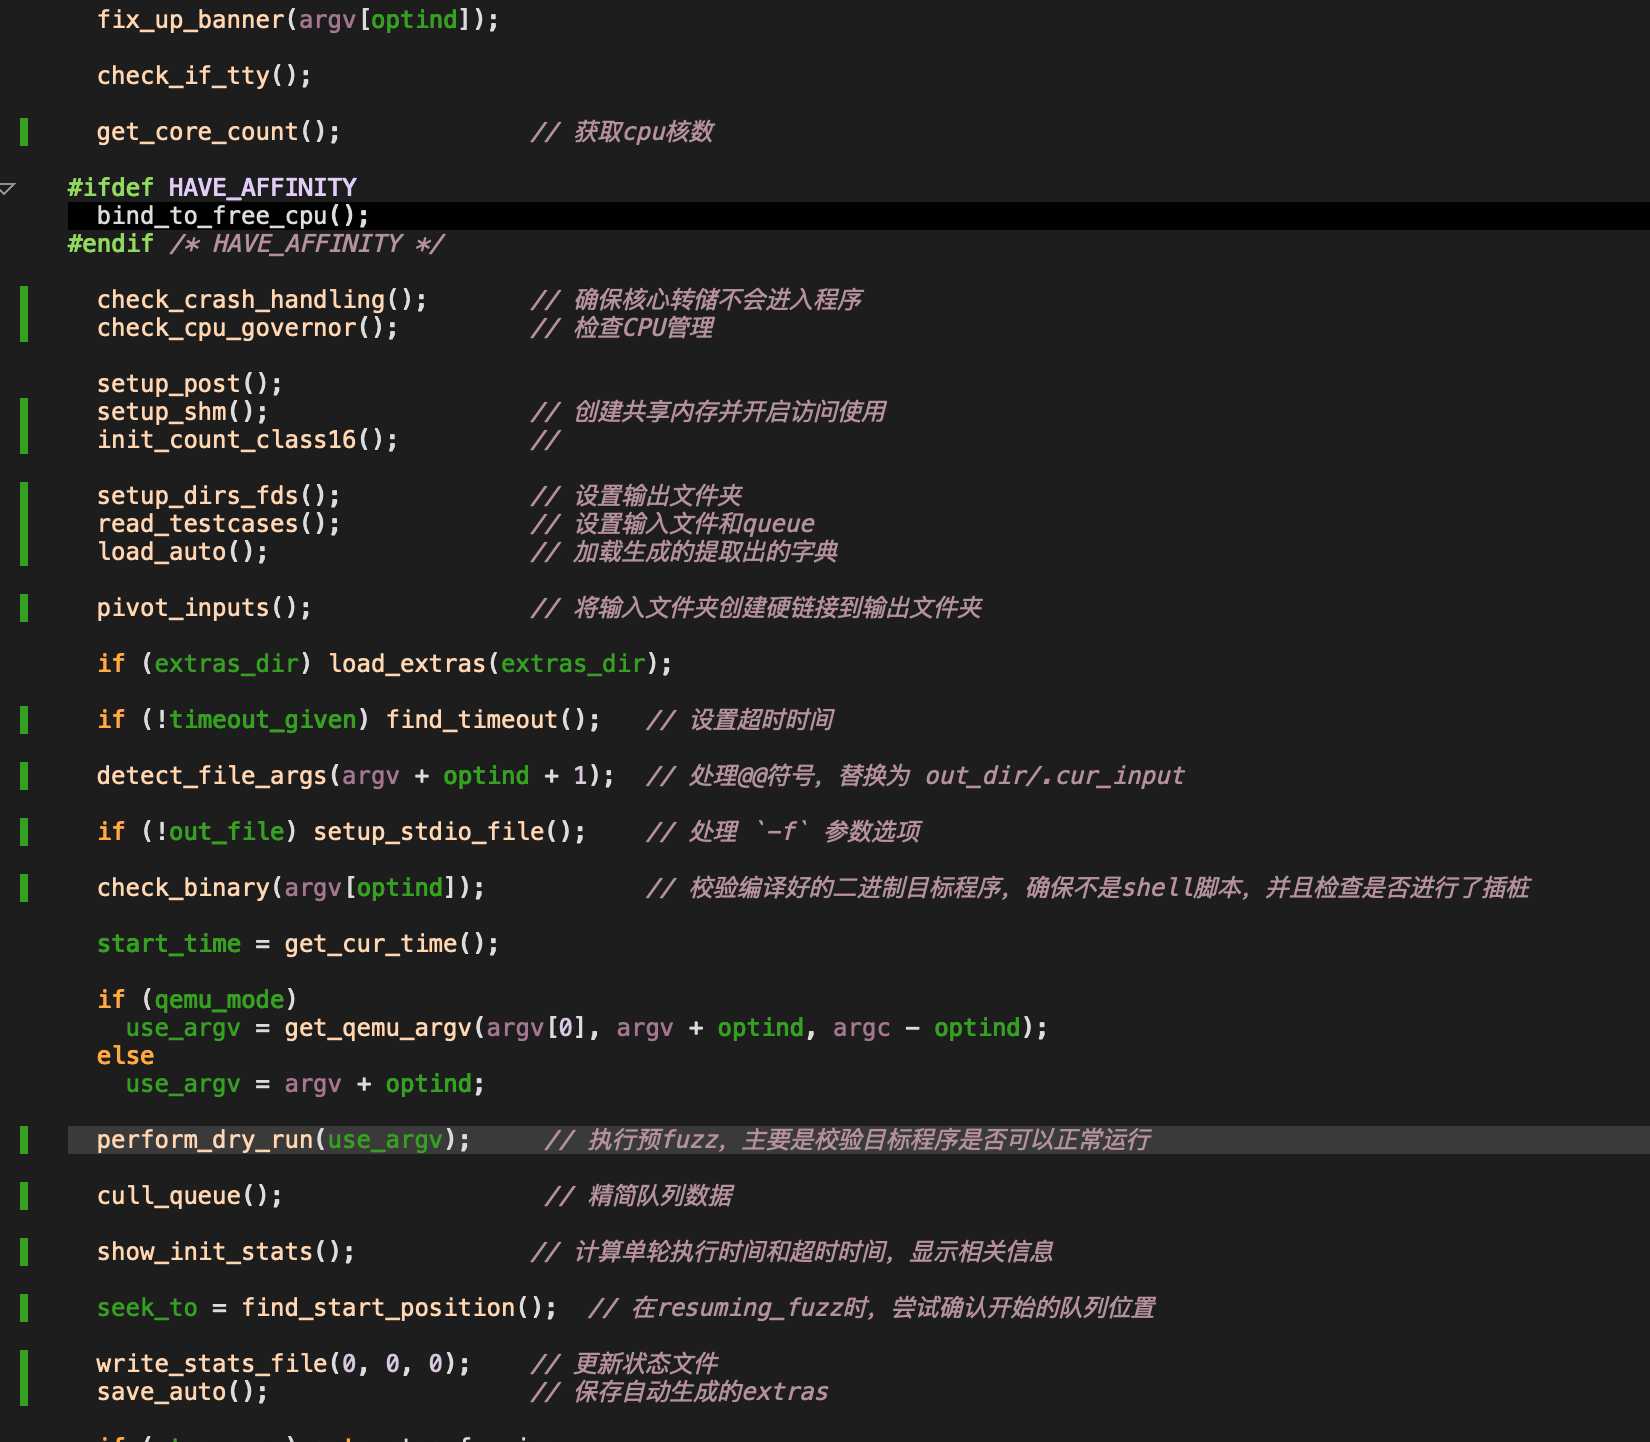 fix_up_banner(argv[optind]);
check_if_tty();
get_core_count();             // 获取cpu核数
#ifdef HAVE_AFFINITY
bind_to_free_cpu();
#endif /* HAVE_AFFINITY */
check_crash_handling();       // 确保核心转储不会进入程序
check_cpu_governor();         // 检查CPU管理
setup_post();
setup_shm();                  // 创建共享内存并开启访问使用
init_count_class16();         //
setup_dirs_fds();             // 设置输出文件夹
read_testcases();             // 设置输入文件和queue
load_auto();                  // 加载生成的提取出的字典
pivot_inputs();               // 将输入文件夹创建硬链接到输出文件夹
if (extras_dir) load_extras(extras_dir);
if (!timeout_given) find_timeout();   // 设置超时时间
detect_file_args(argv + optind + 1);  // 处理@@符号，替换为 out_dir/.cur_input
if (!out_file) setup_stdio_file();    // 处理 `-f` 参数选项
check_binary(argv[optind]);           // 校验编译好的二进制目标程序，确保不是shell脚本，并且检查是否进行了插桩
start_time = get_cur_time();
if (qemu_mode)
use_argv = get_qemu_argv(argv[0], argv + optind, argc - optind);
else
use_argv = argv + optind;
perform_dry_run(use_argv);     // 执行预fuzz，主要是校验目标程序是否可以正常运行
cull_queue();                  // 精简队列数据
show_init_stats();            // 计算单轮执行时间和超时时间，显示相关信息
seek_to = find_start_position();  // 在resuming_fuzz时，尝试确认开始的队列位置
write_stats_file(0, 0, 0);    // 更新状态文件
save_auto();                  // 保存自动生成的extras